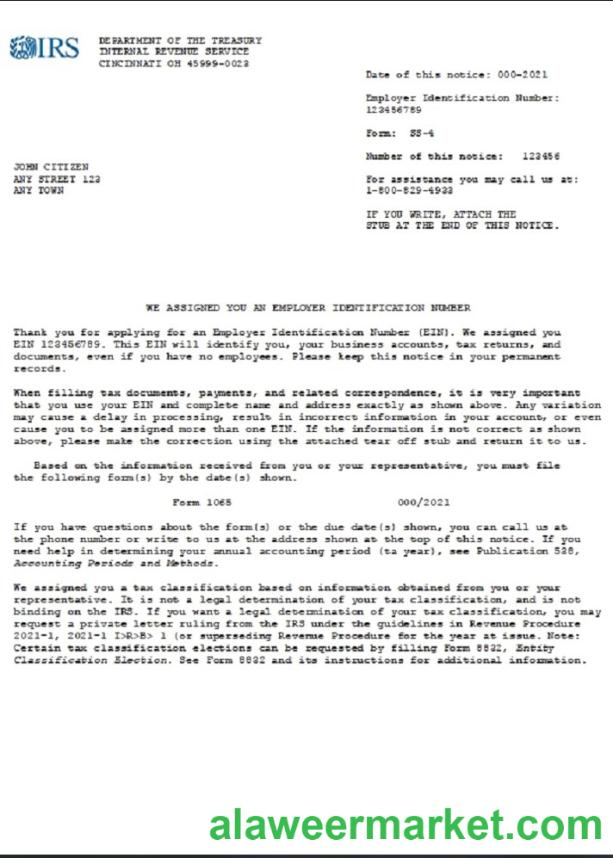 IRS
DEPARTMENT OF THE TREASURY
INTERNAL REVENUE SERVICE
CINCINNATI OH 45999-0023
Date of this notice: 000-2021
Employer Identification Number:
123456789
Form: SS-4
Number of this notice: 123456
JOHN CITIZEN
ANY STREET 123
ANY TOWN
For assistance you may call us at:
1-800-829-4933
IF YOU WRITE, ATTACH THE
STUB AT THE END OF THIS NOTICE.
WE ASSIGNED YOU AN EMPLOYER IDENTIFICATION NUMBER
Thank you for applying for an Employer Identification Number (EIN). We assigned you
EIN 123456789. This EIN will identify you, your business accounts, tax returns, and
documents, even if you have no employees. Please keep this notice in your permanent
records.
When filling tax documents, payments, and related correspondence, it is very important
that you use your EIN and complete name and address exactly as shown above. Any variation
may cause a delay in processing, result in incorrect information in your account, or even
cause you to be assigned more than one EIN. If the information is not correct as shown
above, please make the correction using the attached tear off stub and return it to us.
Based on the information received from you or your representative, you must file
the following form(s) by the date(s) shown.
Form 1065 000/2021
If you have questions about the form(s) or the due date(s) shown, you can call us at
the phone number or write to us at the address shown at the top of this notice. If you
need help in determining your annual accounting period (ta year), see Publication 538,
Accounting Periods and Methods.
We assigned you a tax classification based on information obtained from you or your
representative. It is not a legal determination of your tax classification, and is not
binding on the IRS. If you want a legal determination of your tax classification, you may
request a private letter ruling from the IRS under the guidelines in Revenue Procedure
2021-1, 2021-1 I>R>B> 1 (or superseding Revenue Procedure for the year at issue. Note:
Certain tax classification elections can be requested by filling Form 8832, Entity
Classification Election. See Form 8832 and its instructions for additional information.
alaweermarket.com